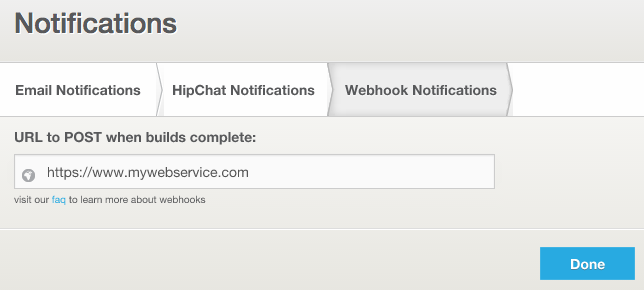 Notifications
Email Notifications HipChat Notifications Webhook Notifications
URL to POST when builds complete:
https://www.mywebservice.com
visit our faq to learn more about webhooks
Done